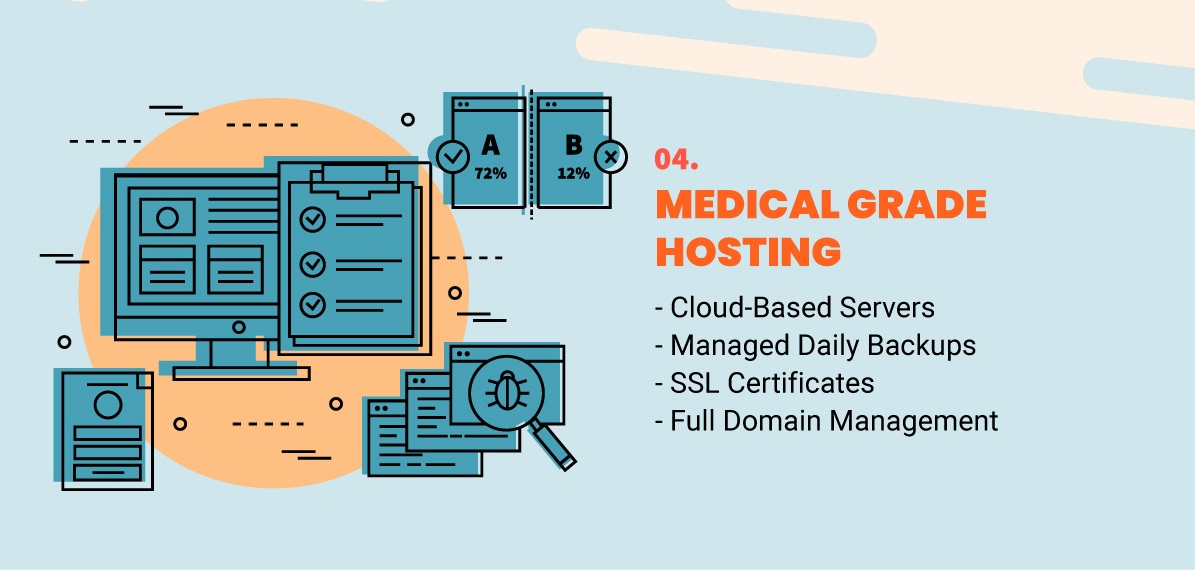 A
72%
B
12%
04.
MEDICAL GRADE
HOSTING
- Cloud-Based Servers
- Managed Daily Backups
- SSL Certificates
- Full Domain Management